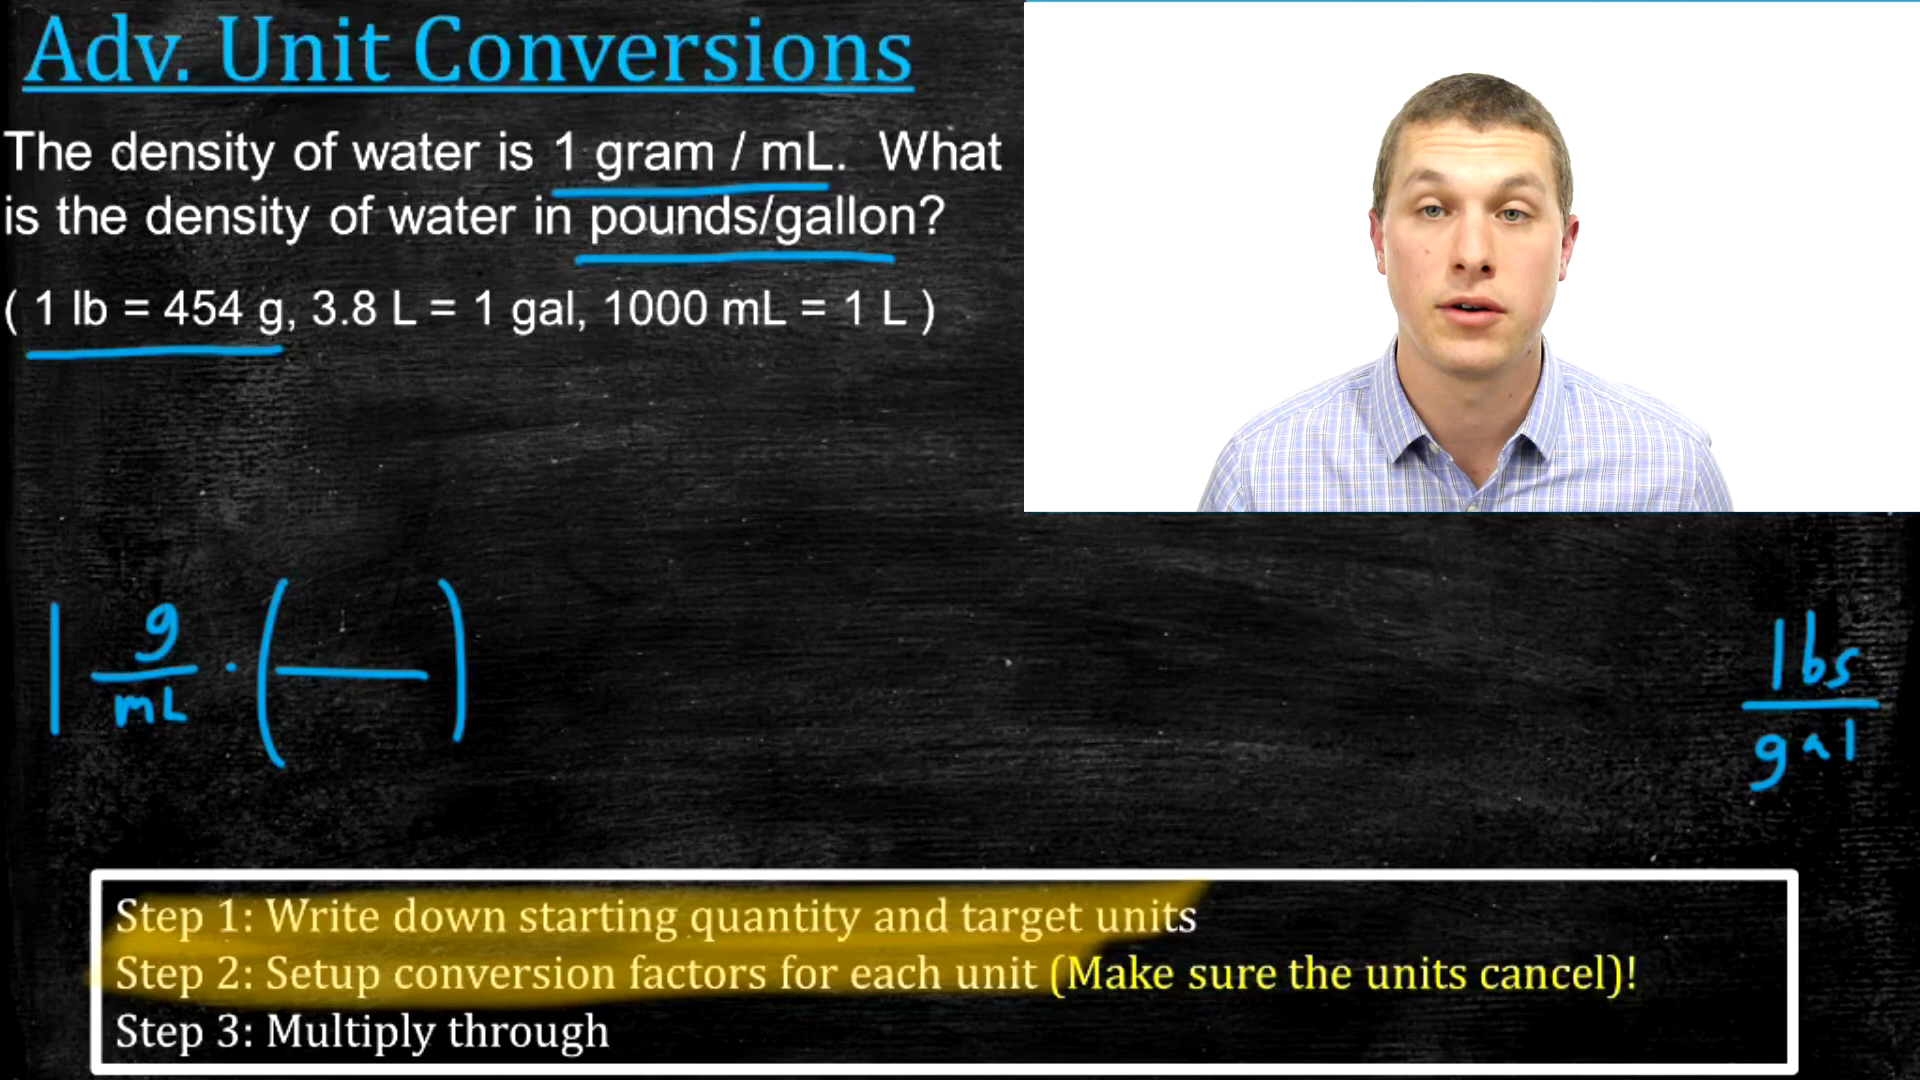 Adv. Unit Conversions
The density of water is 1 gram / mL. What
is the density of water in pounds/gallon?
( 1 lb = 454 g, 3.8 L = 1 gal, 1000 mL = 1 L )
1 g/mL · ( )
lbs/gal
Step 1: Write down starting quantity and target units
Step 2: Setup conversion factors for each unit (Make sure the units cancel)!
Step 3: Multiply through